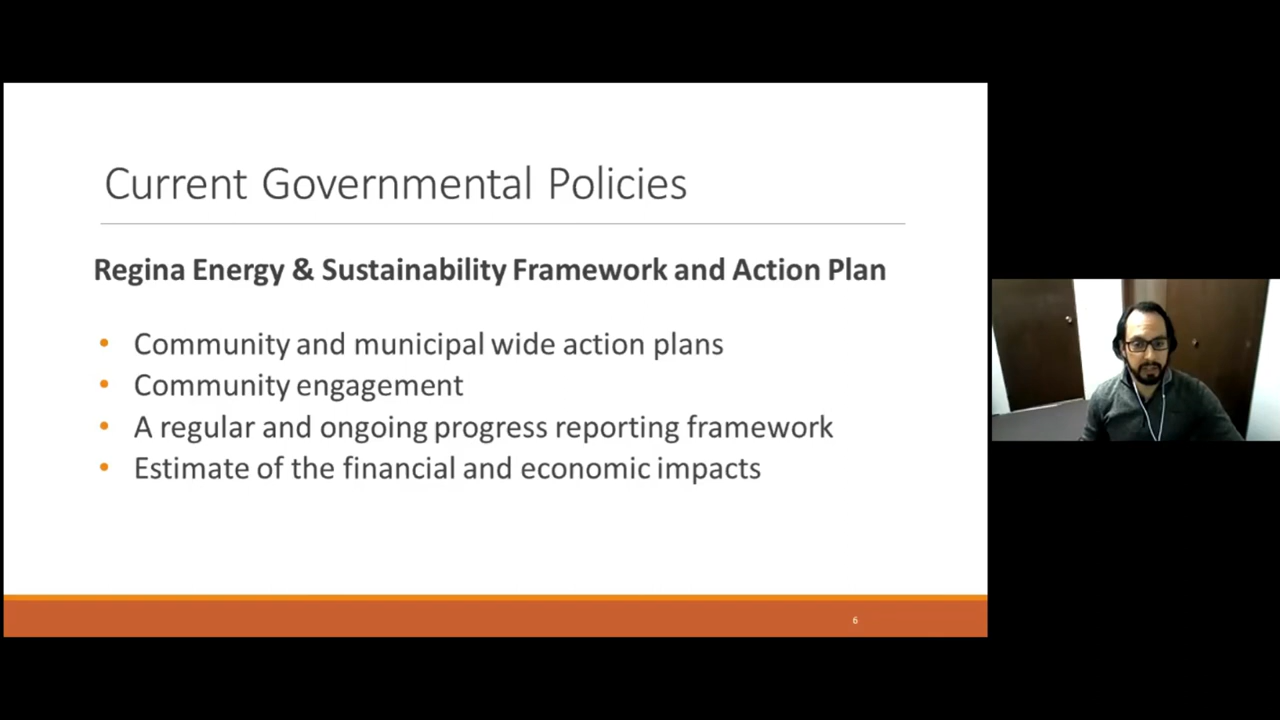 Current Governmental Policies
Regina Energy & Sustainability Framework and Action Plan
• Community and municipal wide action plans
• Community engagement
• A regular and ongoing progress reporting framework
• Estimate of the financial and economic impacts
6